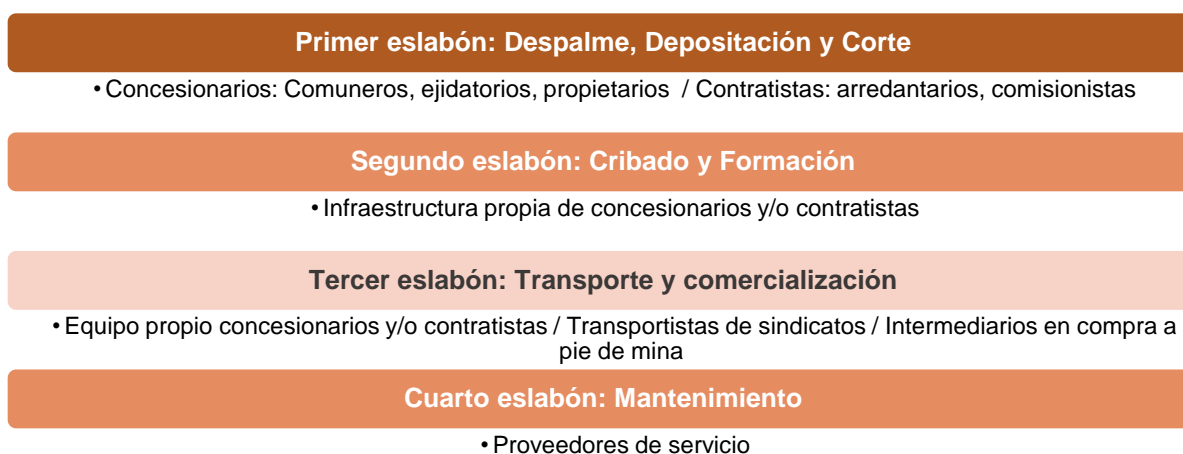 Primer eslabón: Despalme, Depositación y Corte
• Concesionarios: Comuneros, ejidatorios, propietarios / Contratistas: arredantarios, comisionistas
Segundo eslabón: Cribado y Formación
• Infraestructura propia de concesionarios y/o contratistas
Tercer eslabón: Transporte y comercialización
• Equipo propio concesionarios y/o contratistas / Transportistas de sindicatos / Intermediarios en compra a
pie de mina
Cuarto eslabón: Mantenimiento
• Proveedores de servicio